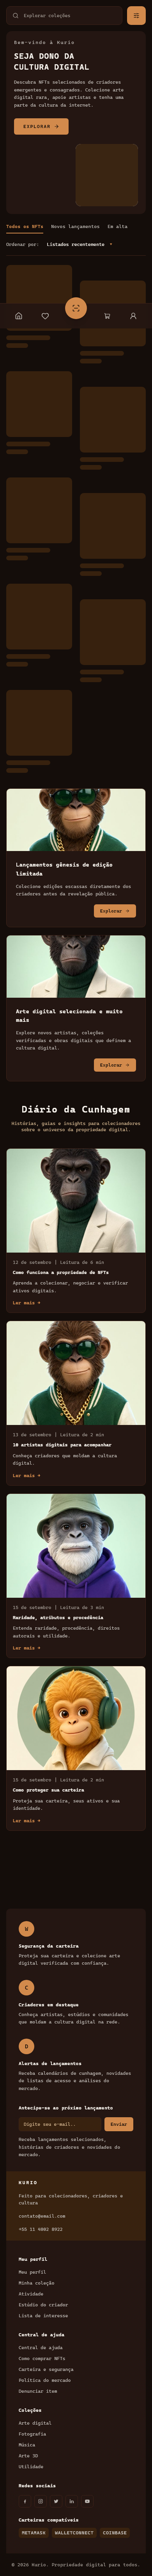 Explorar coleções
Bem-vindo à Kurio
SEJA DONO DA
CULTURA DIGITAL
Descubra NFTs selecionados de criadores
emergentes e consagrados. Colecione arte
digital rara, apoie artistas e tenha uma
parte da cultura da internet.
EXPLORAR →
Todos os NFTs Novos lançamentos Em alta
Ordenar por: Listados recentemente
Lançamentos gênesis de edição
limitada
Colecione edições escassas diretamente dos
criadores antes da revelação pública.
Explorar →
Arte digital selecionada e muito
mais
Explore novos artistas, coleções
verificadas e obras digitais que definem a
cultura digital.
Explorar →
Diário da Cunhagem
Histórias, guias e insights para colecionadores
sobre o universo da propriedade digital.
12 de setembro | Leitura de 6 min
Como funciona a propriedade de NFTs
Aprenda a colecionar, negociar e verificar
ativos digitais.
Ler mais →
13 de setembro | Leitura de 3 min
10 artistas digitais para acompanhar
Conheça criadores que moldam a cultura
digital.
Ler mais →
15 de setembro | Leitura de 3 min
Raridade, atributos e procedência
Entenda raridade, procedência, direitos
autorais e utilidade.
Ler mais →
15 de setembro | Leitura de 2 min
Como proteger sua carteira
Proteja sua carteira, seus ativos e sua
identidade.
Ler mais →
W
Segurança da carteira
Proteja sua carteira e colecione arte
digital verificada com confiança.
C
Criadores em destaque
Conheça artistas, estúdios e comunidades
que moldam a cultura digital na rede.
D
Alertas de lançamentos
Receba calendários de cunhagem, novidades
de listas de acesso e análises do
mercado.
Antecipe-se ao próximo lançamento
Digite seu e-mail..
Enviar
Receba lançamentos selecionados,
histórias de criadores e novidades do
mercado.
KURIO
Feito para colecionadores, criadores e
cultura
contato@email.com
+55 11 4002 8922
Meu perfil
Meu perfil
Minha coleção
Atividade
Estúdio do criador
Lista de interesse
Central de ajuda
Central de ajuda
Como comprar NFTs
Carteira e segurança
Política do mercado
Denunciar item
Coleções
Arte digital
Fotografia
Música
Arte 3D
Utilidade
Redes sociais
Carteiras compatíveis
METAMASK WALLETCONNECT COINBASE
© 2026 Kurio. Propriedade digital para todos.